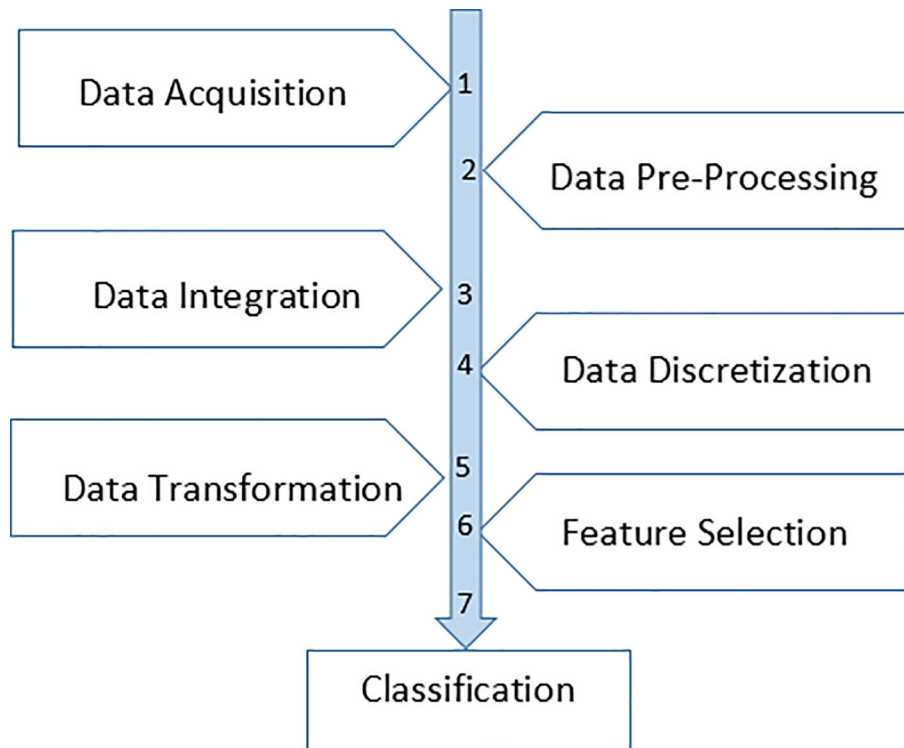 Data Acquisition
1
2
Data Pre-Processing
Data Integration
3
4
Data Discretization
Data Transformation
5
6
Feature Selection
7
Classification